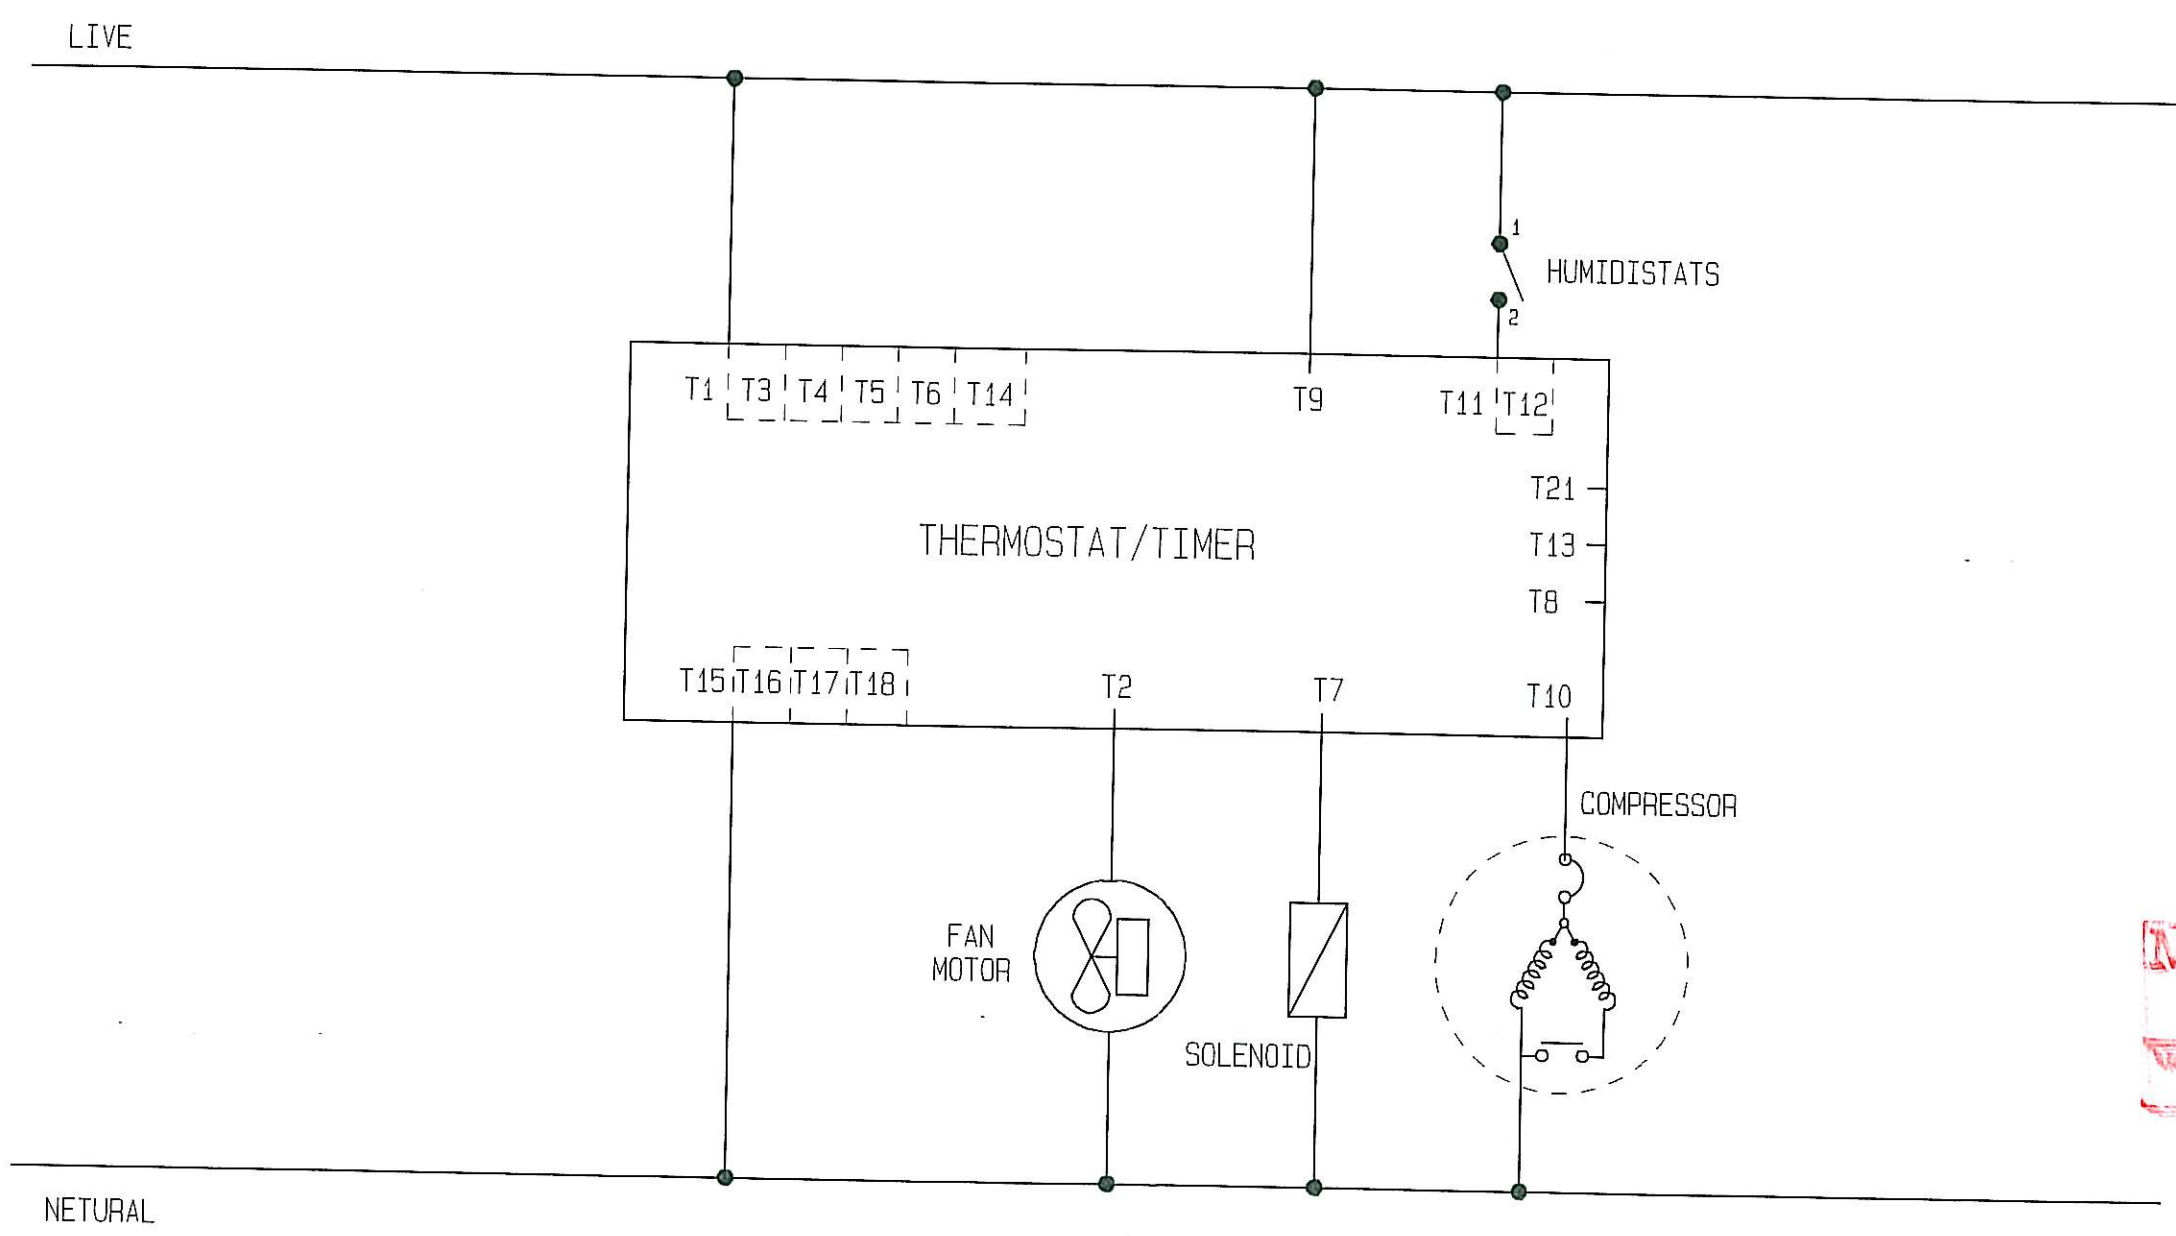 LIVE
1
HUMIDISTATS
2
T1 T3 T4 T5 T6 T14 T9 T11 T12
T21
THERMOSTAT/TIMER
T13
T8
T15 T16 T17 T18 T2 T7 T10
COMPRESSOR
FAN
MOTOR
SOLENOID
NETURAL